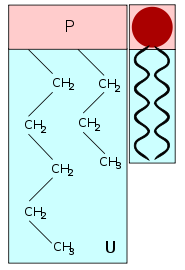 P
CH₂ CH₂
CH₂ CH₂
CH₂ CH₃
CH₂
CH₃ U